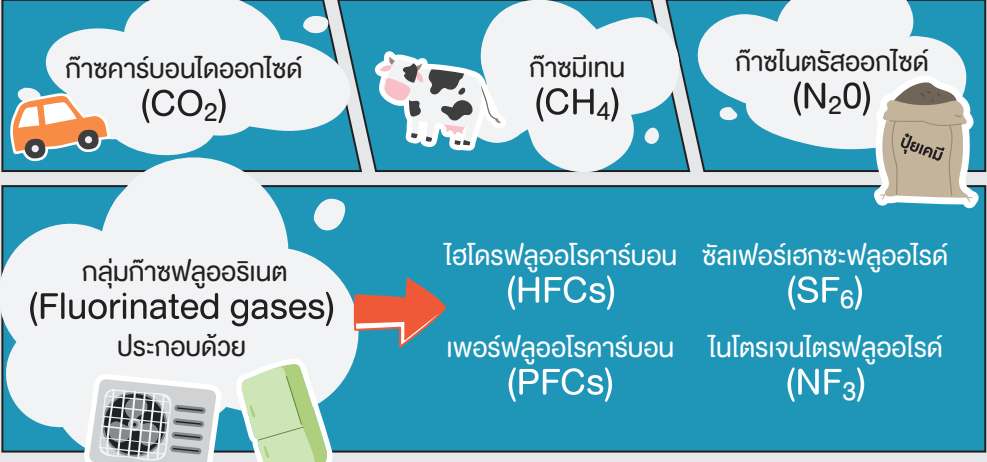 ก๊าซคาร์บอนไดออกไซด์
(CO₂)
ก๊าซมีเทน
(CH₄)
ก๊าซไนตรัสออกไซด์
(N₂0)
ปุ๋ยเคมี
กลุ่มก๊าซฟลูออริเนต
(Fluorinated gases)
ประกอบด้วย
ไฮโดรฟลูออโรคาร์บอน
(HFCs)
ซัลเฟอร์เฮกซะฟลูออไรด์
(SF₆)
เพอร์ฟลูออโรคาร์บอน
(PFCs)
ไนโตรเจนไตรฟลูออไรด์
(NF₃)